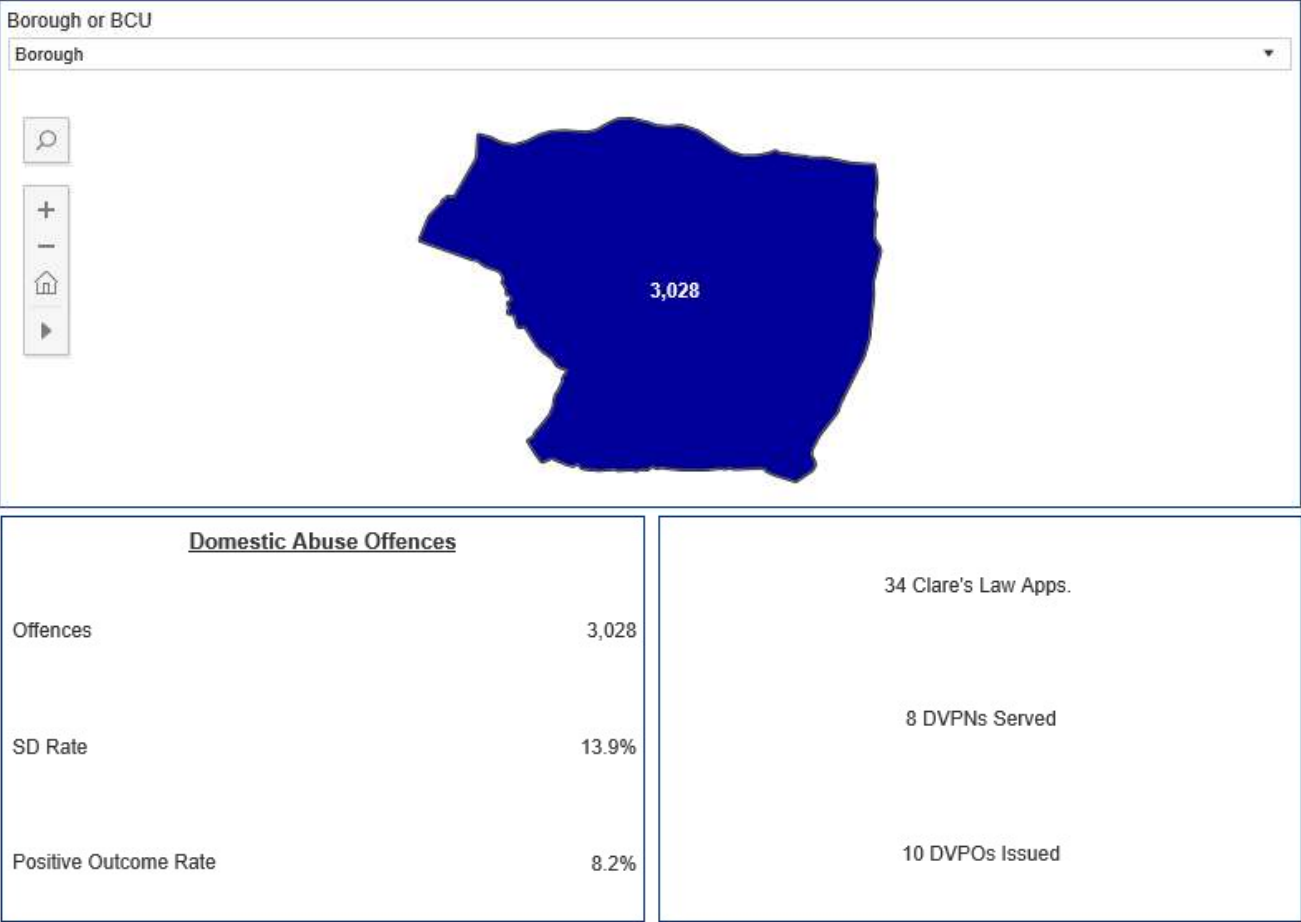 Borough or BCU
Borough
3,028
Domestic Abuse Offences
Offences 3,028
SD Rate 13.9%
Positive Outcome Rate 8.2%
34 Clare's Law Apps.
8 DVPNs Served
10 DVPOs Issued